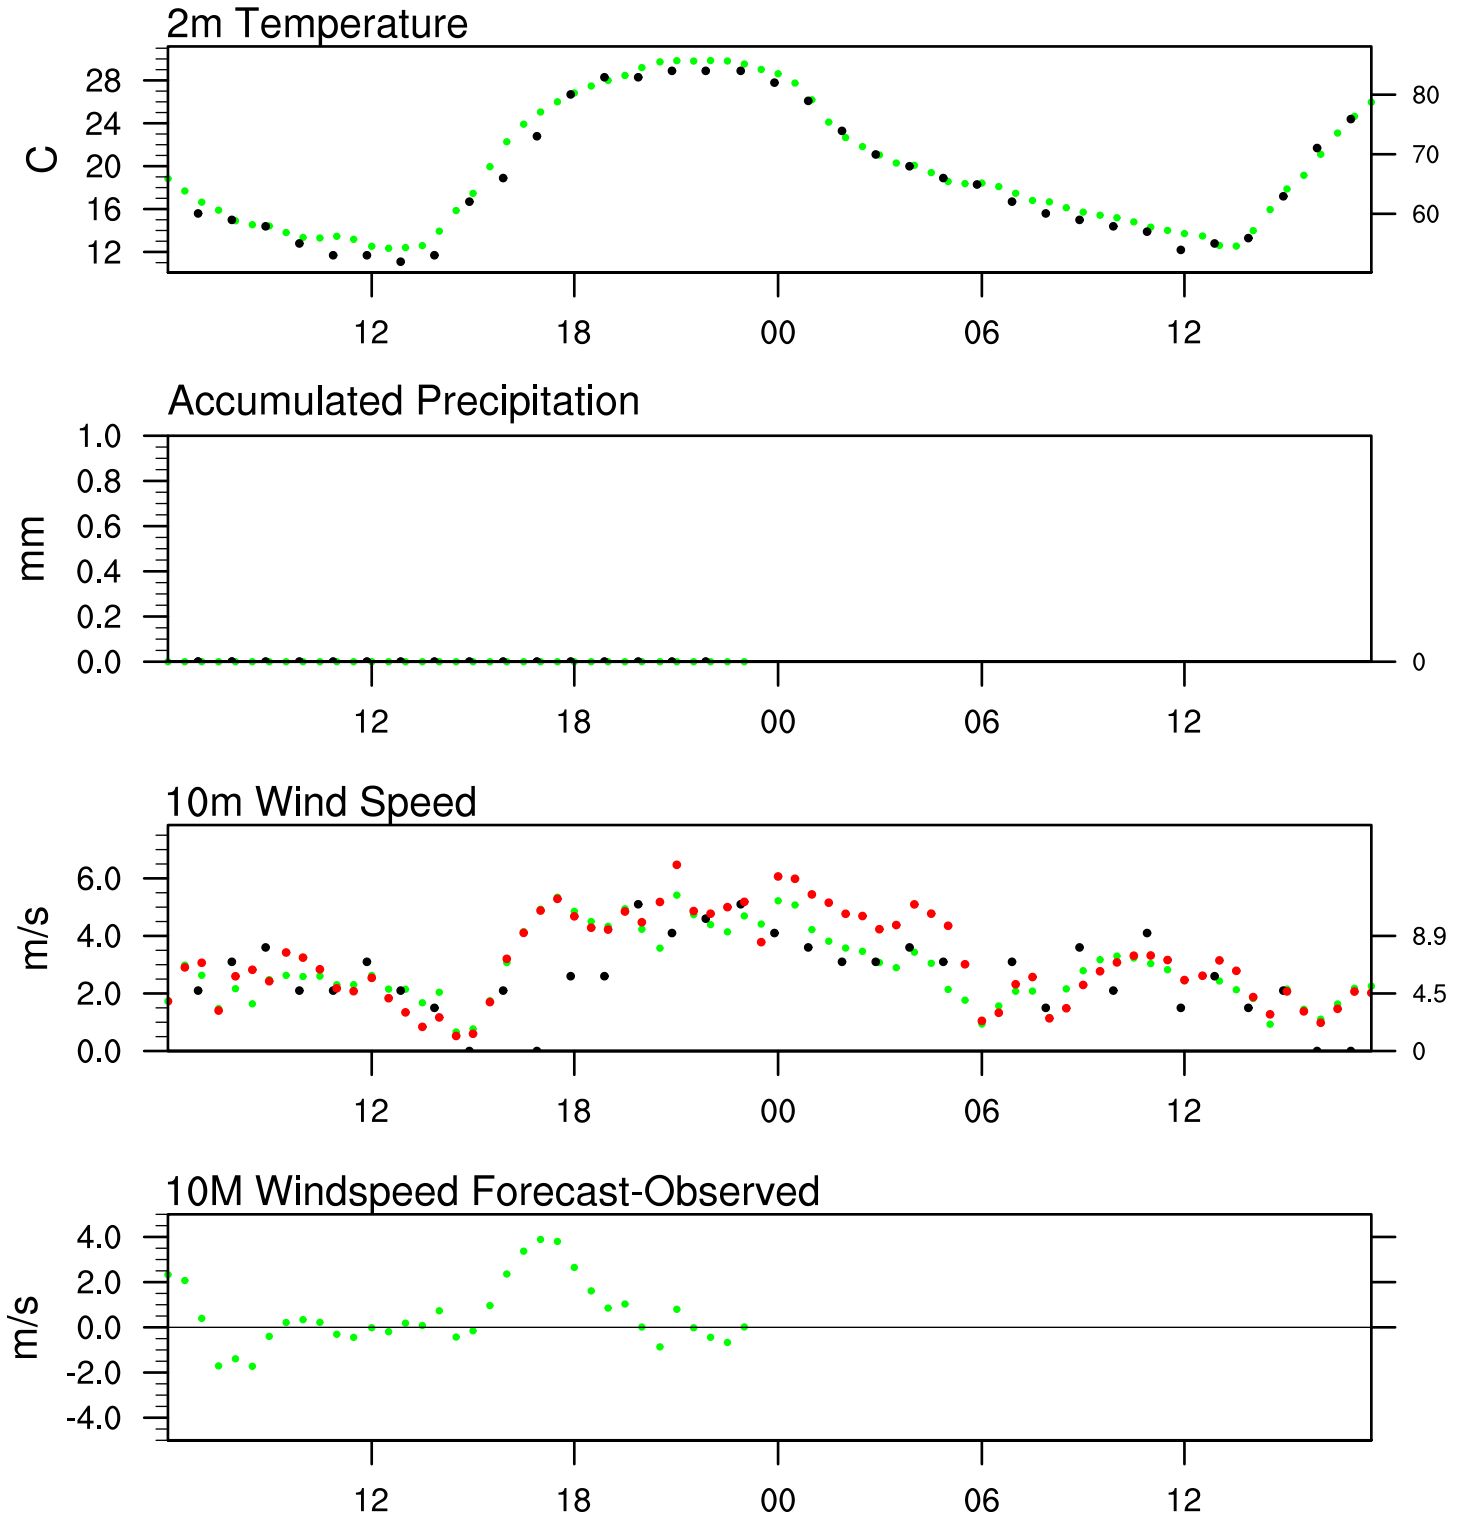 2m Temperature
28
24
20
16
12
C
80
70
60
12 18 00 06 12
Accumulated Precipitation
1.0
0.8
0.6
0.4
0.2
0.0
mm
0
12 18 00 06 12
10m Wind Speed
6.0
4.0
2.0
0.0
m/s
8.9
4.5
0
12 18 00 06 12
10M Windspeed Forecast-Observed
4.0
2.0
0.0
-2.0
-4.0
m/s
12 18 00 06 12